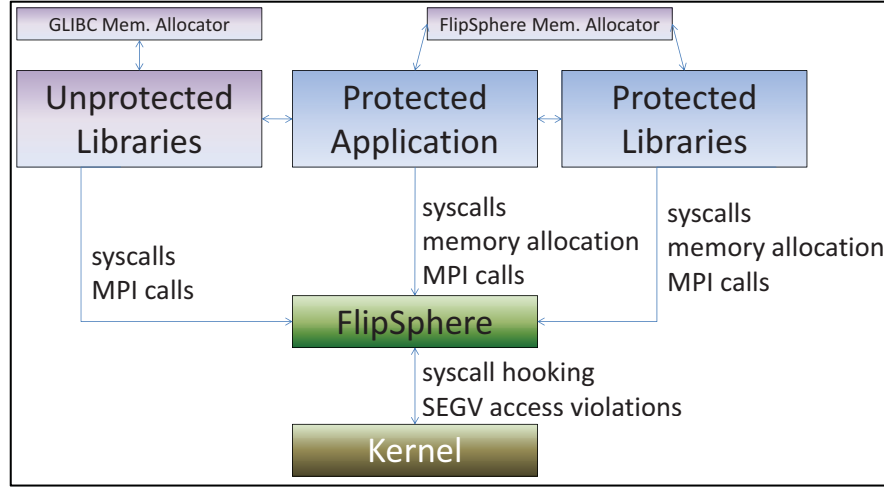 GLIBC Mem. Allocator
FlipSphere Mem. Allocator
Unprotected
Libraries
Protected
Application
Protected
Libraries
syscalls
MPI calls
syscalls
memory allocation
MPI calls
syscalls
memory allocation
MPI calls
FlipSphere
syscall hooking
SEGV access violations
Kernel